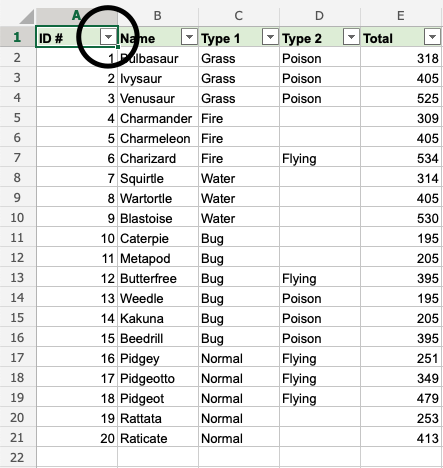 A B C D E
1 ID # Name Type 1 Type 2 Total
2 1 Bulbasaur Grass Poison 318
3 2 Ivysaur Grass Poison 405
4 3 Venusaur Grass Poison 525
5 4 Charmander Fire 309
6 5 Charmeleon Fire 405
7 6 Charizard Fire Flying 534
8 7 Squirtle Water 314
9 8 Wartortle Water 405
10 9 Blastoise Water 530
11 10 Caterpie Bug 195
12 11 Metapod Bug 205
13 12 Butterfree Bug Flying 395
14 13 Weedle Bug Poison 195
15 14 Kakuna Bug Poison 205
16 15 Beedrill Bug Poison 395
17 16 Pidgey Normal Flying 251
18 17 Pidgeotto Normal Flying 349
19 18 Pidgeot Normal Flying 479
20 19 Rattata Normal 253
21 20 Raticate Normal 413
22